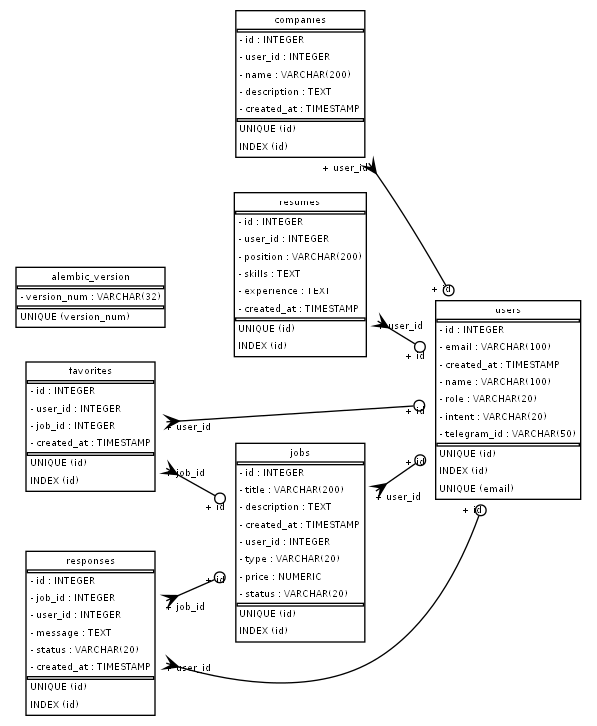 companies
- id : INTEGER
- user_id : INTEGER
- name : VARCHAR(200)
- description : TEXT
- created_at : TIMESTAMP
UNIQUE (id)
INDEX (id)
+ user_id
resumes
- id : INTEGER
- user_id : INTEGER
- position : VARCHAR(200)
- skills : TEXT
- experience : TEXT
- created_at : TIMESTAMP
UNIQUE (id)
INDEX (id)
+ user_id
+ id
alembic_version
- version_num : VARCHAR(32)
UNIQUE (version_num)
+ id
users
- id : INTEGER
- email : VARCHAR(100)
- created_at : TIMESTAMP
- name : VARCHAR(100)
- role : VARCHAR(20)
- intent : VARCHAR(20)
- telegram_id : VARCHAR(50)
UNIQUE (id)
INDEX (id)
UNIQUE (email)
favorites
- id : INTEGER
- user_id : INTEGER
- job_id : INTEGER
- created_at : TIMESTAMP
UNIQUE (id)
INDEX (id)
+ user_id
+ id
+ job_id
+ id
jobs
- id : INTEGER
- title : VARCHAR(200)
- description : TEXT
- created_at : TIMESTAMP
- user_id : INTEGER
- type : VARCHAR(20)
- price : NUMERIC
- status : VARCHAR(20)
UNIQUE (id)
INDEX (id)
+ id
+ user_id
+ id
responses
- id : INTEGER
- job_id : INTEGER
- user_id : INTEGER
- message : TEXT
- status : VARCHAR(20)
- created_at : TIMESTAMP
UNIQUE (id)
INDEX (id)
+ id
+ job_id
+ user_id